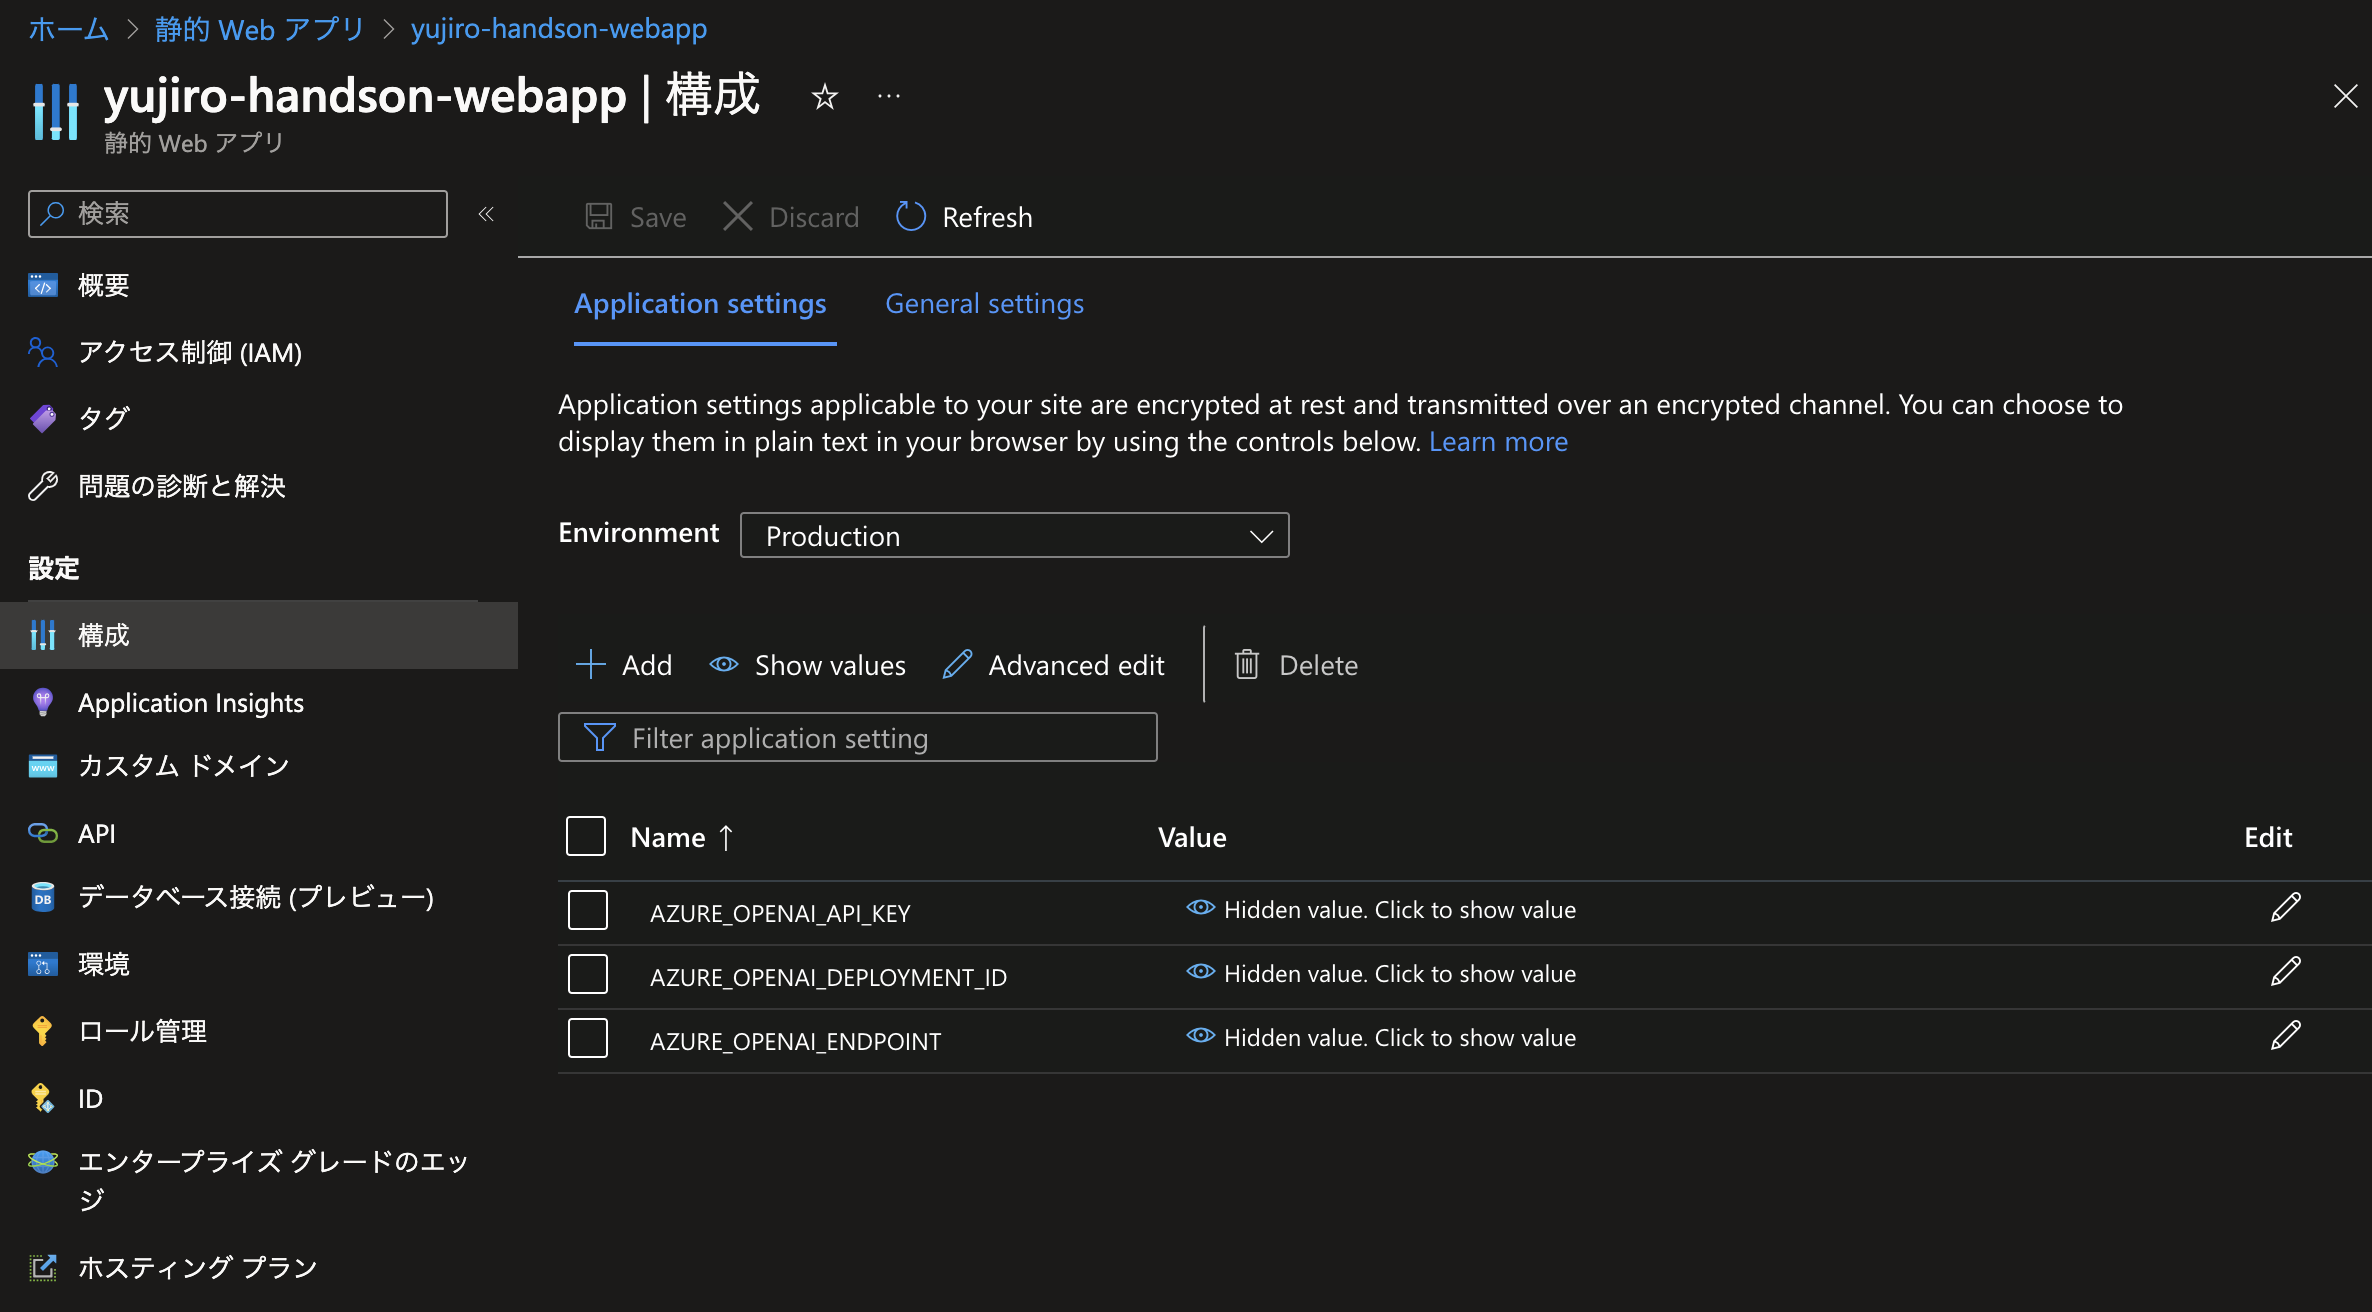 ホーム > 静的 Web アプリ > yujiro-handson-webapp
yujiro-handson-webapp | 構成
静的 Web アプリ
検索
概要
アクセス制御 (IAM)
タグ
問題の診断と解決
設定
構成
Application Insights
カスタム ドメイン
API
データベース接続 (プレビュー)
環境
ロール管理
ID
エンタープライズ グレードのエッ
ジ
ホスティング プラン
Save Discard Refresh
Application settings General settings
Application settings applicable to your site are encrypted at rest and transmitted over an encrypted channel. You can choose to
display them in plain text in your browser by using the controls below. Learn more
Environment Production
Add Show values Advanced edit Delete
Filter application setting
Name ↑ Value Edit
AZURE_OPENAI_API_KEY Hidden value. Click to show value
AZURE_OPENAI_DEPLOYMENT_ID Hidden value. Click to show value
AZURE_OPENAI_ENDPOINT Hidden value. Click to show value